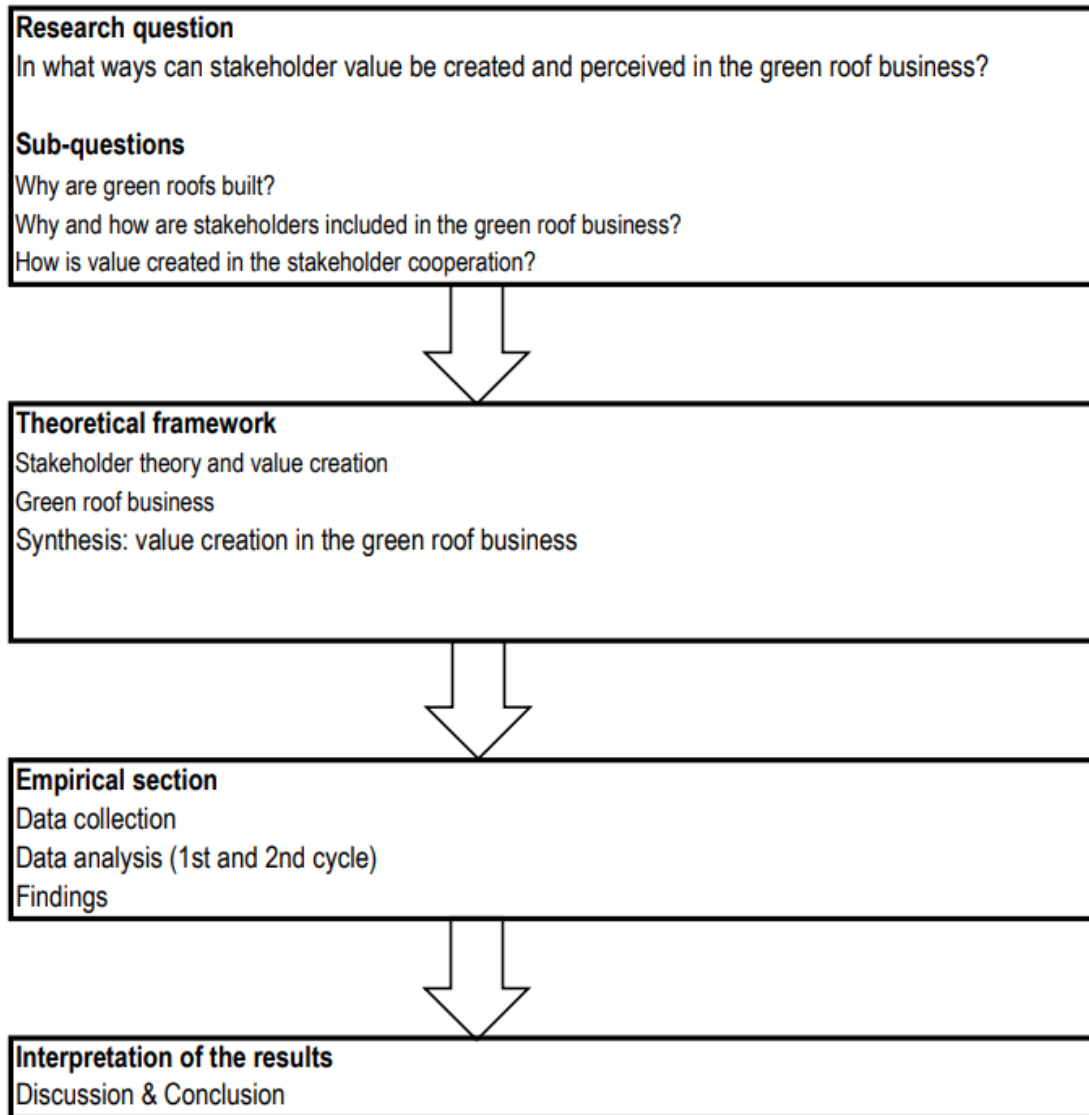 Research question
In what ways can stakeholder value be created and perceived in the green roof business?
Sub-questions
Why are green roofs built?
Why and how are stakeholders included in the green roof business?
How is value created in the stakeholder cooperation?
Theoretical framework
Stakeholder theory and value creation
Green roof business
Synthesis: value creation in the green roof business
Empirical section
Data collection
Data analysis (1st and 2nd cycle)
Findings
Interpretation of the results
Discussion & Conclusion